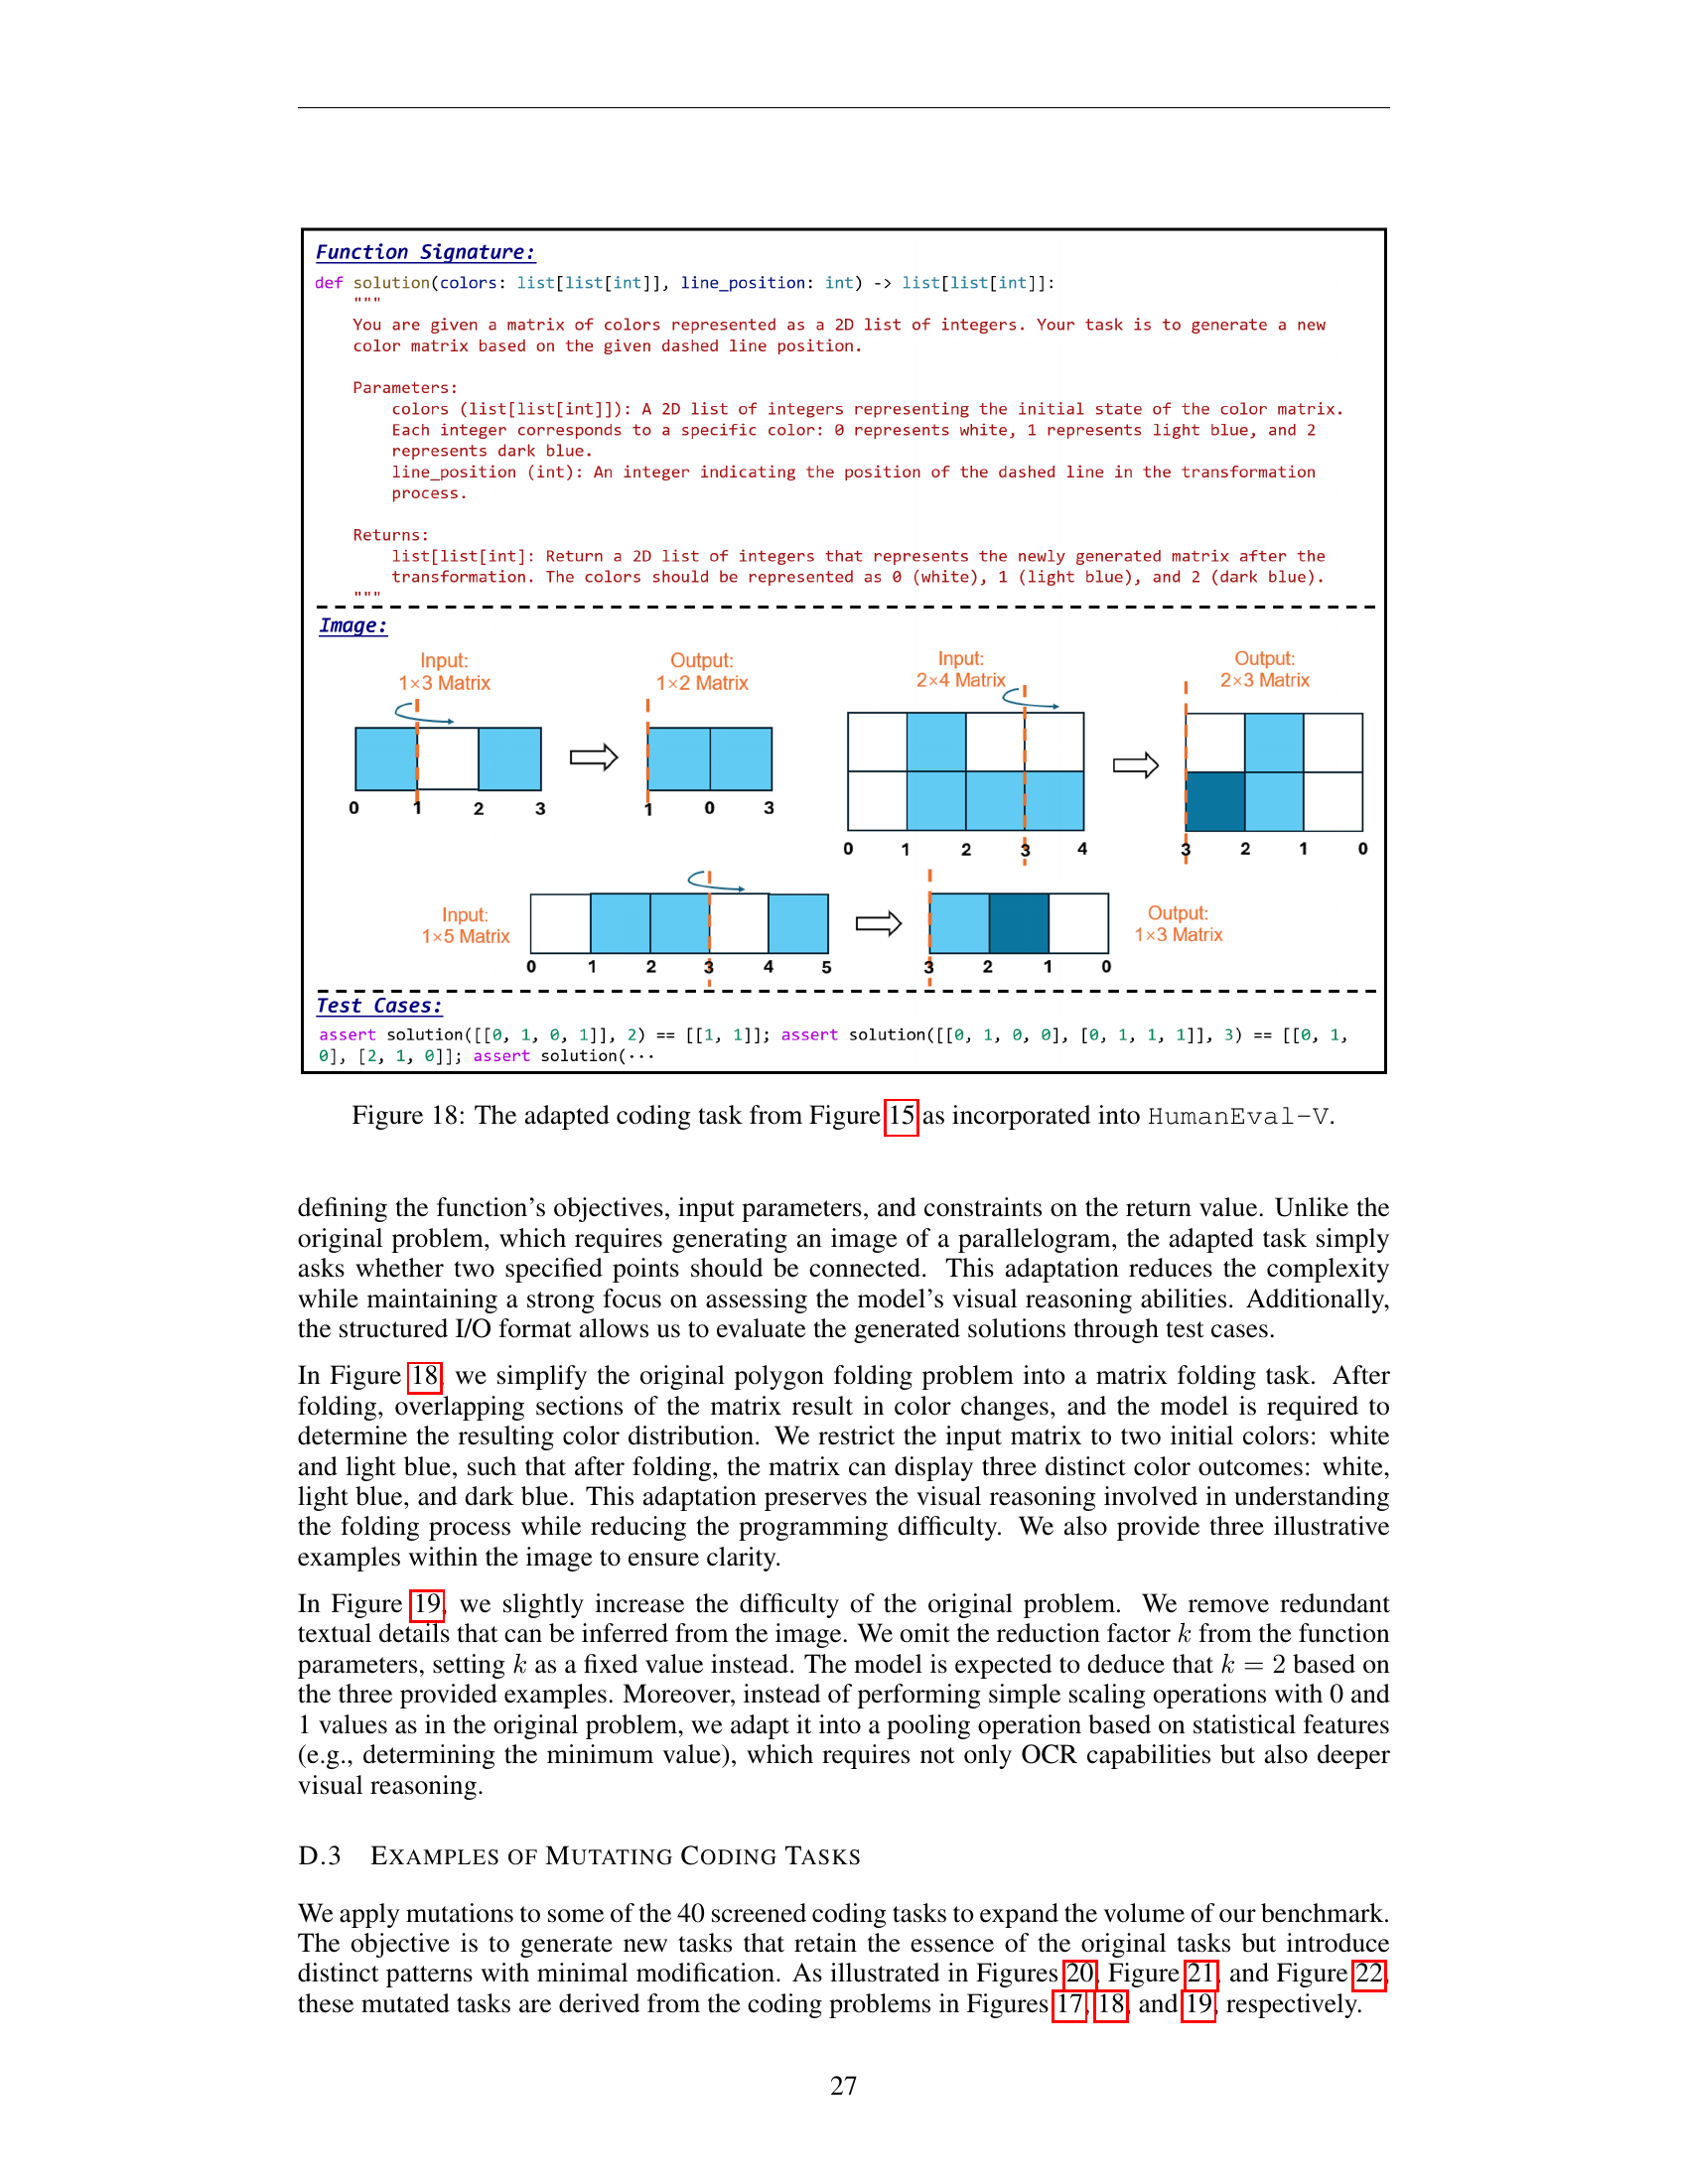 Function Signature:
def solution(colors: list[list[int]], line_position: int) -> list[list[int]]:
"""
You are given a matrix of colors represented as a 2D list of integers. Your task is to generate a new
color matrix based on the given dashed line position.
Parameters:
colors (list[list[int]]): A 2D list of integers representing the initial state of the color matrix.
Each integer corresponds to a specific color: 0 represents white, 1 represents light blue, and 2
represents dark blue.
line_position (int): An integer indicating the position of the dashed line in the transformation
process.
Returns:
list[list[int]: Return a 2D list of integers that represents the newly generated matrix after the
transformation. The colors should be represented as 0 (white), 1 (light blue), and 2 (dark blue).
"""
Image:
Input:
1×3 Matrix
0 1 2 3
Output:
1×2 Matrix
1 0 3
Input:
2×4 Matrix
0 1 2 3 4
Output:
2×3 Matrix
3 2 1 0
Input:
1×5 Matrix
0 1 2 3 4 5
3 2 1 0
Output:
1×3 Matrix
Test Cases:
assert solution([[0, 1, 0, 1]], 2) == [[1, 1]]; assert solution([[0, 1, 0, 0], [0, 1, 1, 1]], 3) == [[0, 1,
0], [2, 1, 0]]; assert solution(···
Figure 18: The adapted coding task from Figure 15 as incorporated into HumanEval-V.
defining the function's objectives, input parameters, and constraints on the return value. Unlike the
original problem, which requires generating an image of a parallelogram, the adapted task simply
asks whether two specified points should be connected. This adaptation reduces the complexity
while maintaining a strong focus on assessing the model's visual reasoning abilities. Additionally,
the structured I/O format allows us to evaluate the generated solutions through test cases.
In Figure 18, we simplify the original polygon folding problem into a matrix folding task. After
folding, overlapping sections of the matrix result in color changes, and the model is required to
determine the resulting color distribution. We restrict the input matrix to two initial colors: white
and light blue, such that after folding, the matrix can display three distinct color outcomes: white,
light blue, and dark blue. This adaptation preserves the visual reasoning involved in understanding
the folding process while reducing the programming difficulty. We also provide three illustrative
examples within the image to ensure clarity.
In Figure 19, we slightly increase the difficulty of the original problem. We remove redundant
textual details that can be inferred from the image. We omit the reduction factor k from the function
parameters, setting k as a fixed value instead. The model is expected to deduce that k = 2 based on
the three provided examples. Moreover, instead of performing simple scaling operations with 0 and
1 values as in the original problem, we adapt it into a pooling operation based on statistical features
(e.g., determining the minimum value), which requires not only OCR capabilities but also deeper
visual reasoning.
D.3 EXAMPLES OF MUTATING CODING TASKS
We apply mutations to some of the 40 screened coding tasks to expand the volume of our benchmark.
The objective is to generate new tasks that retain the essence of the original tasks but introduce
distinct patterns with minimal modification. As illustrated in Figures 20, Figure 21, and Figure 22,
these mutated tasks are derived from the coding problems in Figures 17, 18, and 19, respectively.
27